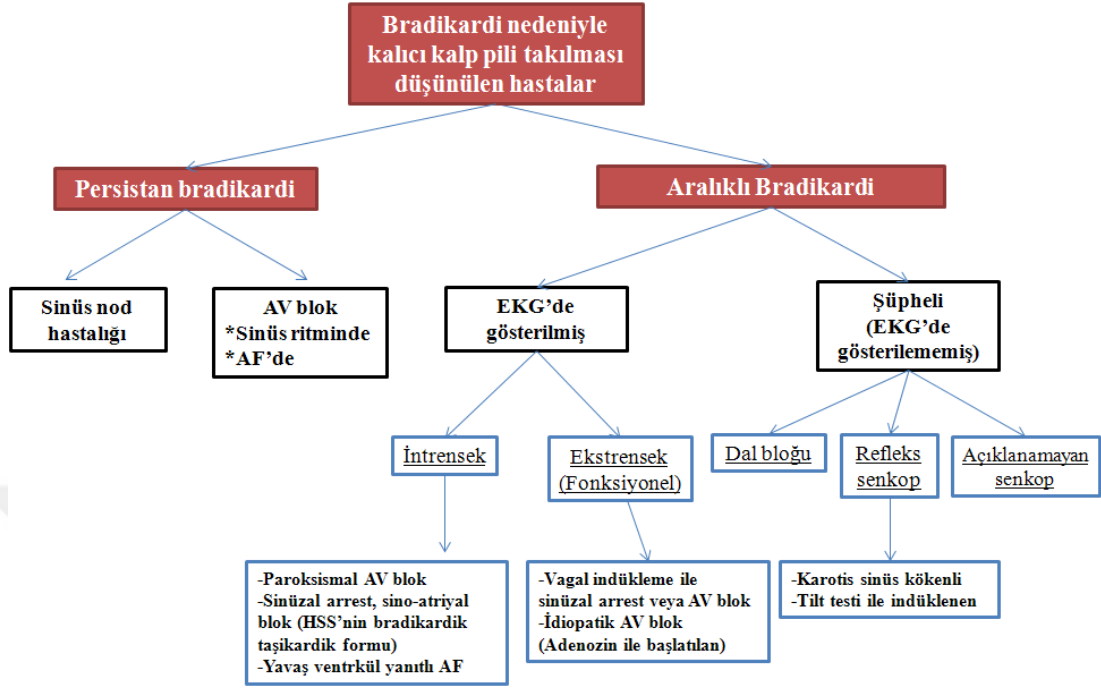 Bradikardi nedeniyle
kalıcı kalp pili takılması
düşünülen hastalar
Persistan bradikardi
Aralıklı Bradikardi
Sinüs nod
hastalığı
AV blok
*Sinüs ritminde
*AF’de
EKG’de
gösterilmiş
Şüpheli
(EKG’de
gösterilememiş)
İntrensek
Ekstrensek
(Fonksiyonel)
Dal bloğu
Refleks
senkop
Açıklanamayan
senkop
-Paroksismal AV blok
-Sinüzal arrest, sino-atriyal
blok (HSS’nin bradikardik
taşikardik formu)
-Yavaş ventrkül yanıtlı AF
-Vagal indükleme ile
sinüzal arrest veya AV blok
-İdiopatik AV blok
(Adenozin ile başlatılan)
-Karotis sinüs kökenli
-Tilt testi ile indüklenen